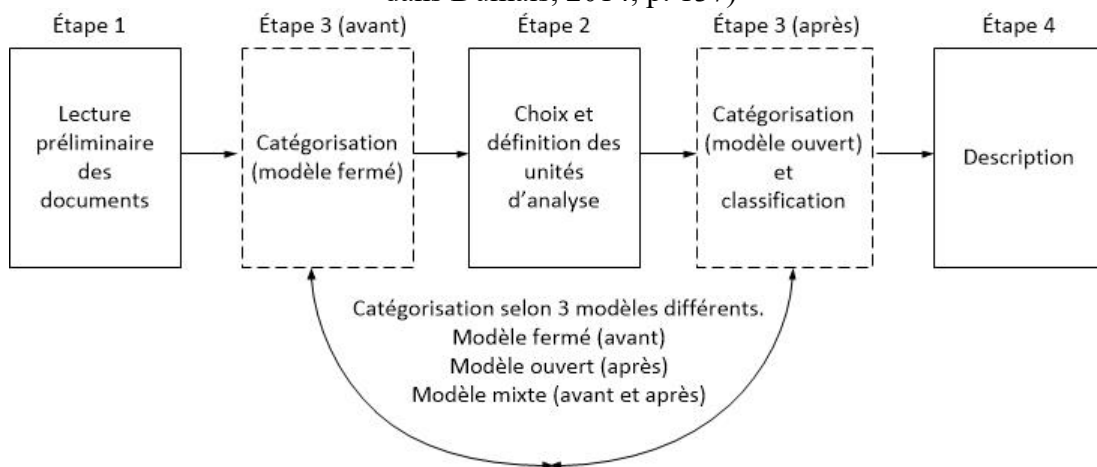 Étape 1
Étape 3 (avant)
Étape 2
Étape 3 (après)
Étape 4
Lecture
préliminaire
des
documents
Catégorisation
(modèle fermé)
Choix et
définition des
unités
d’analyse
Catégorisation
(modèle ouvert)
et
classification
Description
Catégorisation selon 3 modèles différents.
Modèle fermé (avant)
Modèle ouvert (après)
Modèle mixte (avant et après)